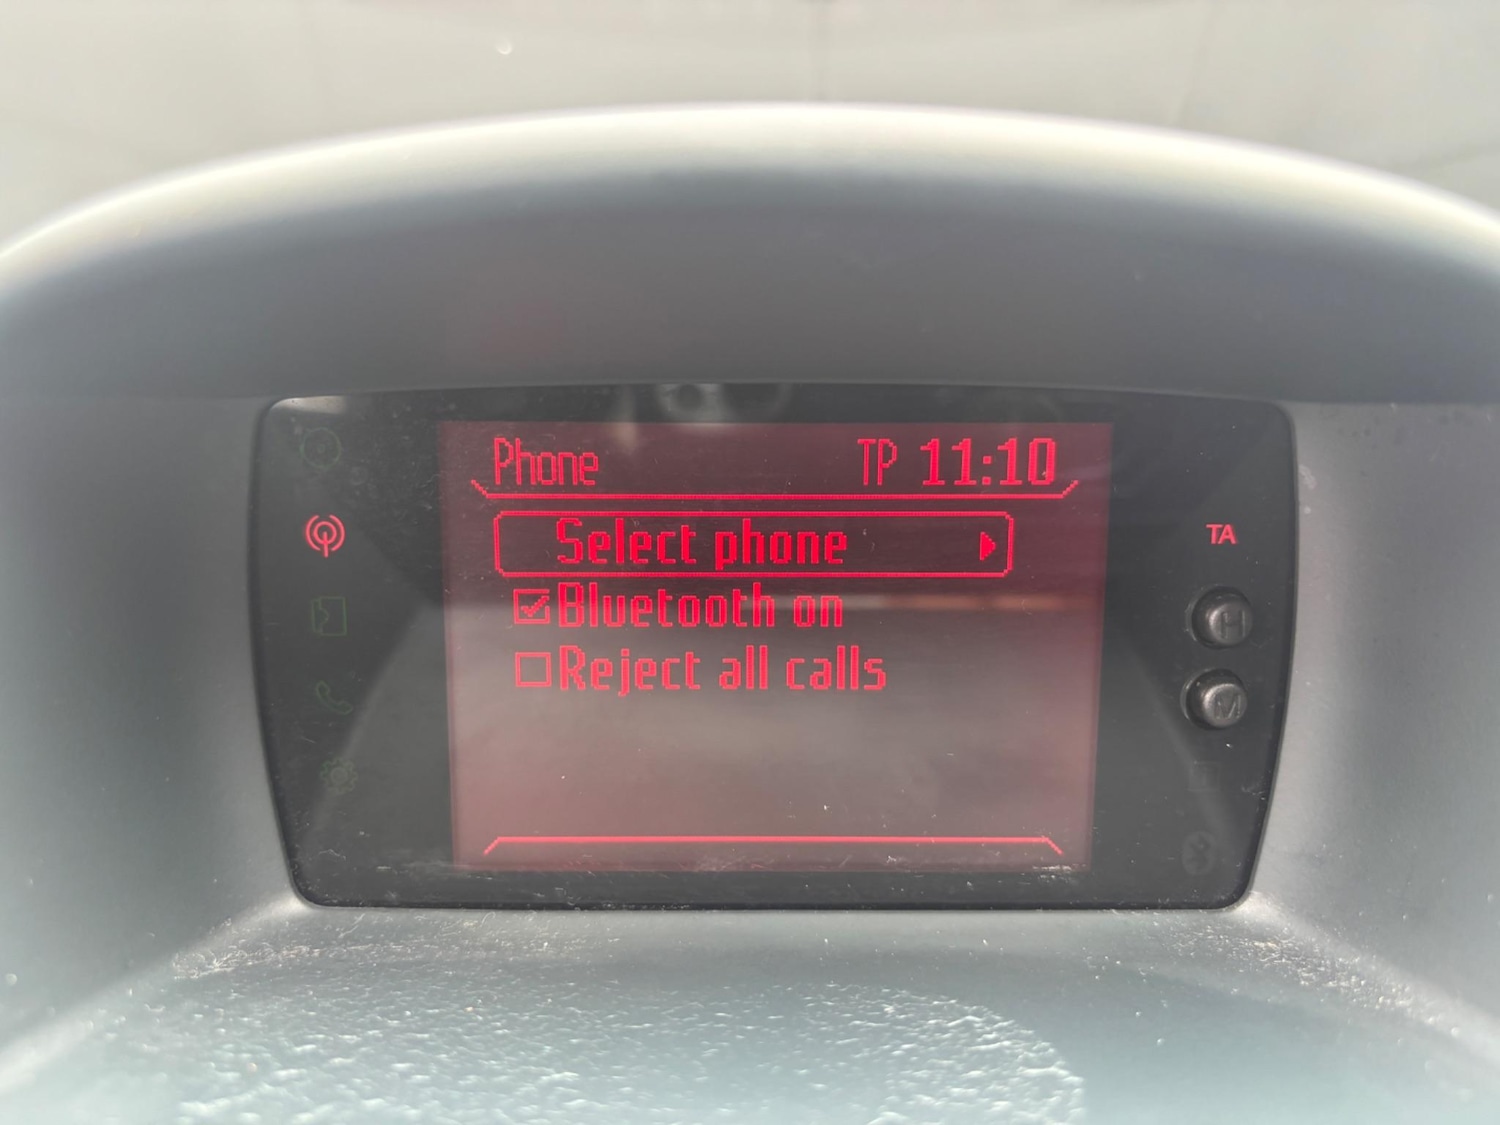 Phone TP 11:10
Select phone
TA
Bluetooth on
H
Reject all calls
M